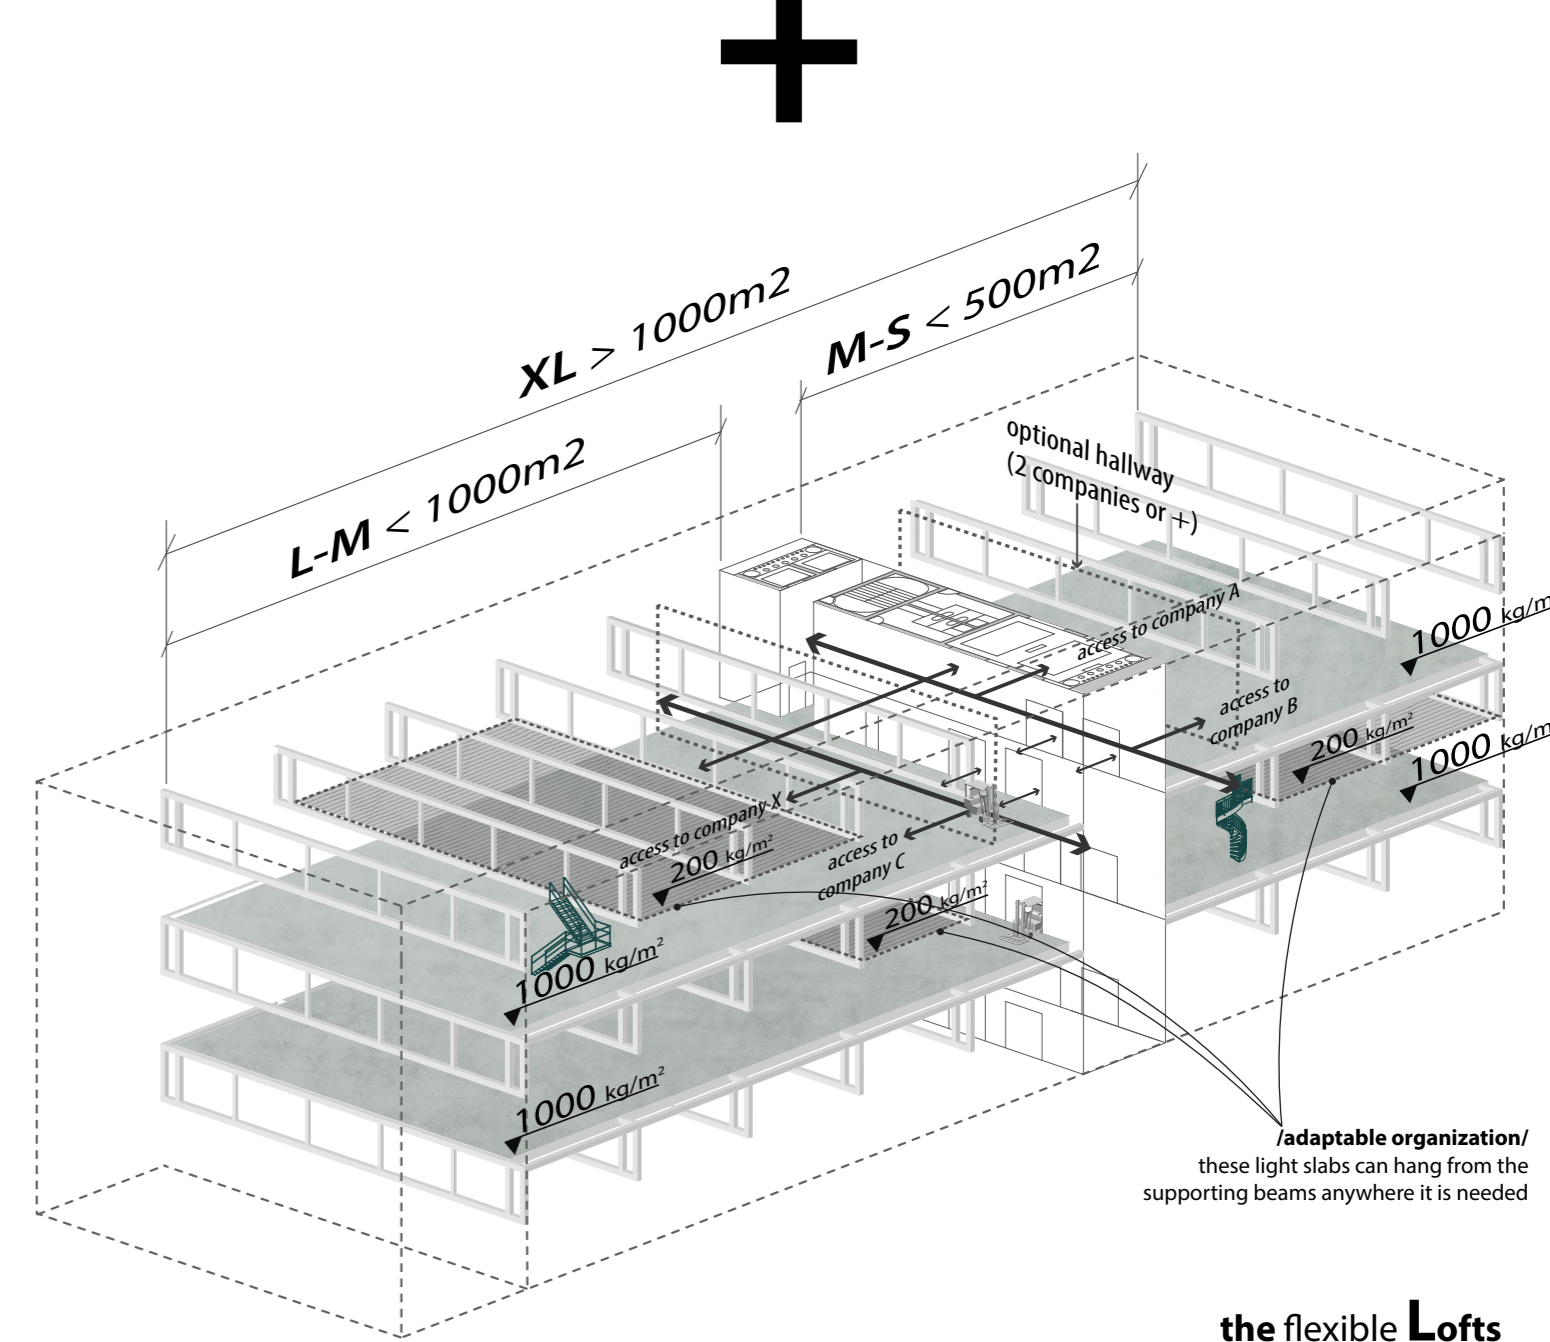 +
XL > 1000m2
M-S < 500m2
L-M < 1000m2
optional hallway
(2 companies or +)
access to company A
1000 kg/m
access to
company B
200 kg/m²
1000 kg/m
access to company X
200 kg/m²
access to
company C
200 kg/m²
1000 kg/m²
1000 kg/m²
/adaptable organization/
these light slabs can hang from the
supporting beams anywhere it is needed
the flexible Lofts